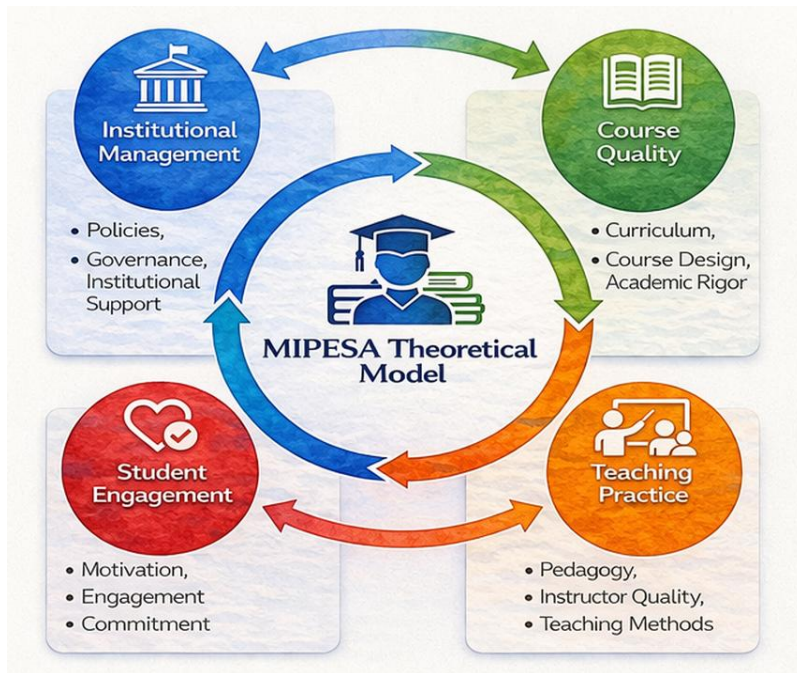 Institutional
Management
• Policies,
• Governance,
Institutional
Support
Course
Quality
• Curriculum,
• Course Design,
Academic Rigor
MIPESA Theoretical
Model
Student
Engagement
• Motivation,
• Engagement
• Commitment
Teaching
Practice
• Pedagogy,
• Instructor Quality,
• Teaching Methods